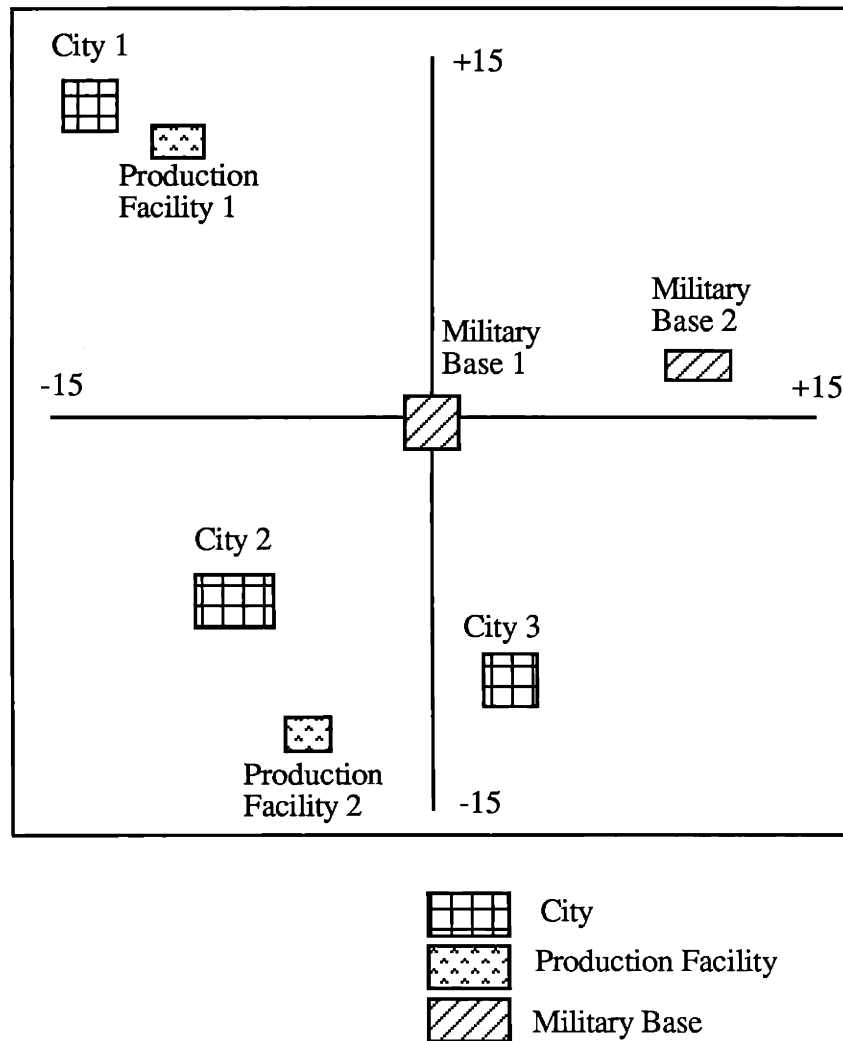 City 1
+15
Production
Facility 1
Military
Base 2
Military
Base 1
-15
+15
City 2
City 3
Production
Facility 2
-15
City
Production Facility
Military Base